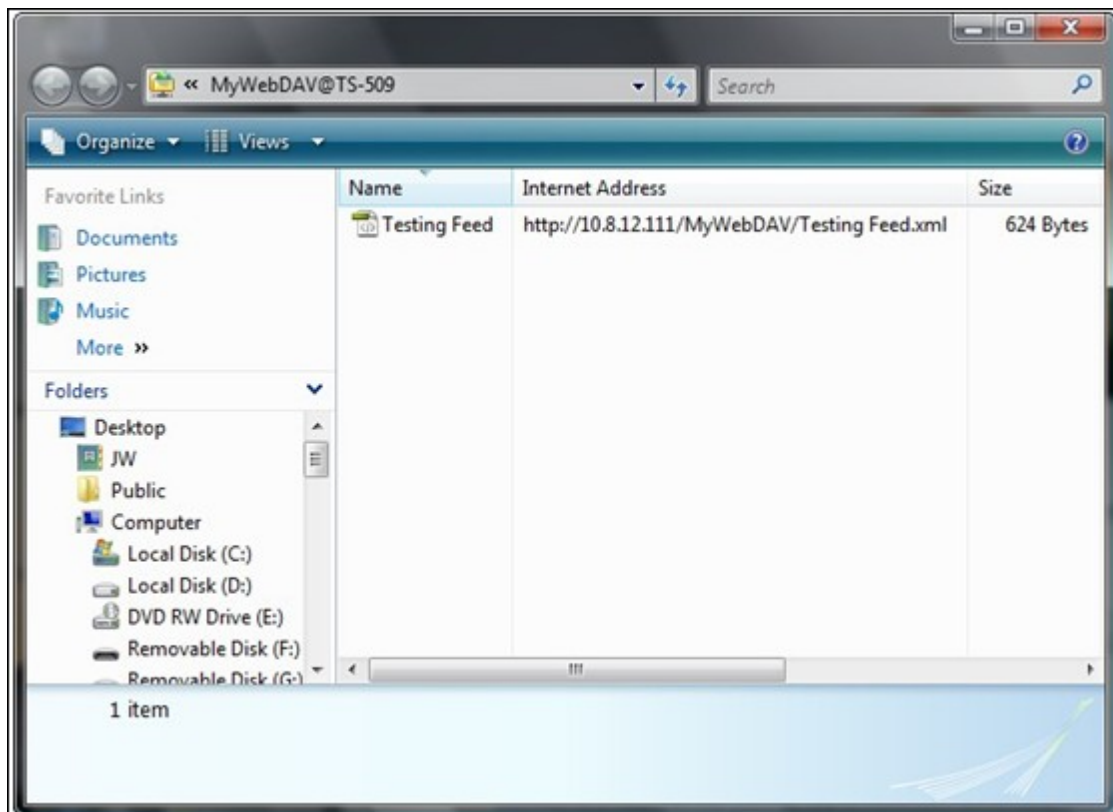 « MyWebDAV@TS-509
Search
Organize Views
Favorite Links
Documents
Pictures
Music
More »
Folders
Desktop
JW
Public
Computer
Local Disk (C:)
Local Disk (D:)
DVD RW Drive (E:)
Removable Disk (F:)
Removable Disk (G:)
Name Internet Address Size
Testing Feed http://10.8.12.111/MyWebDAV/Testing Feed.xml 624 Bytes
1 item